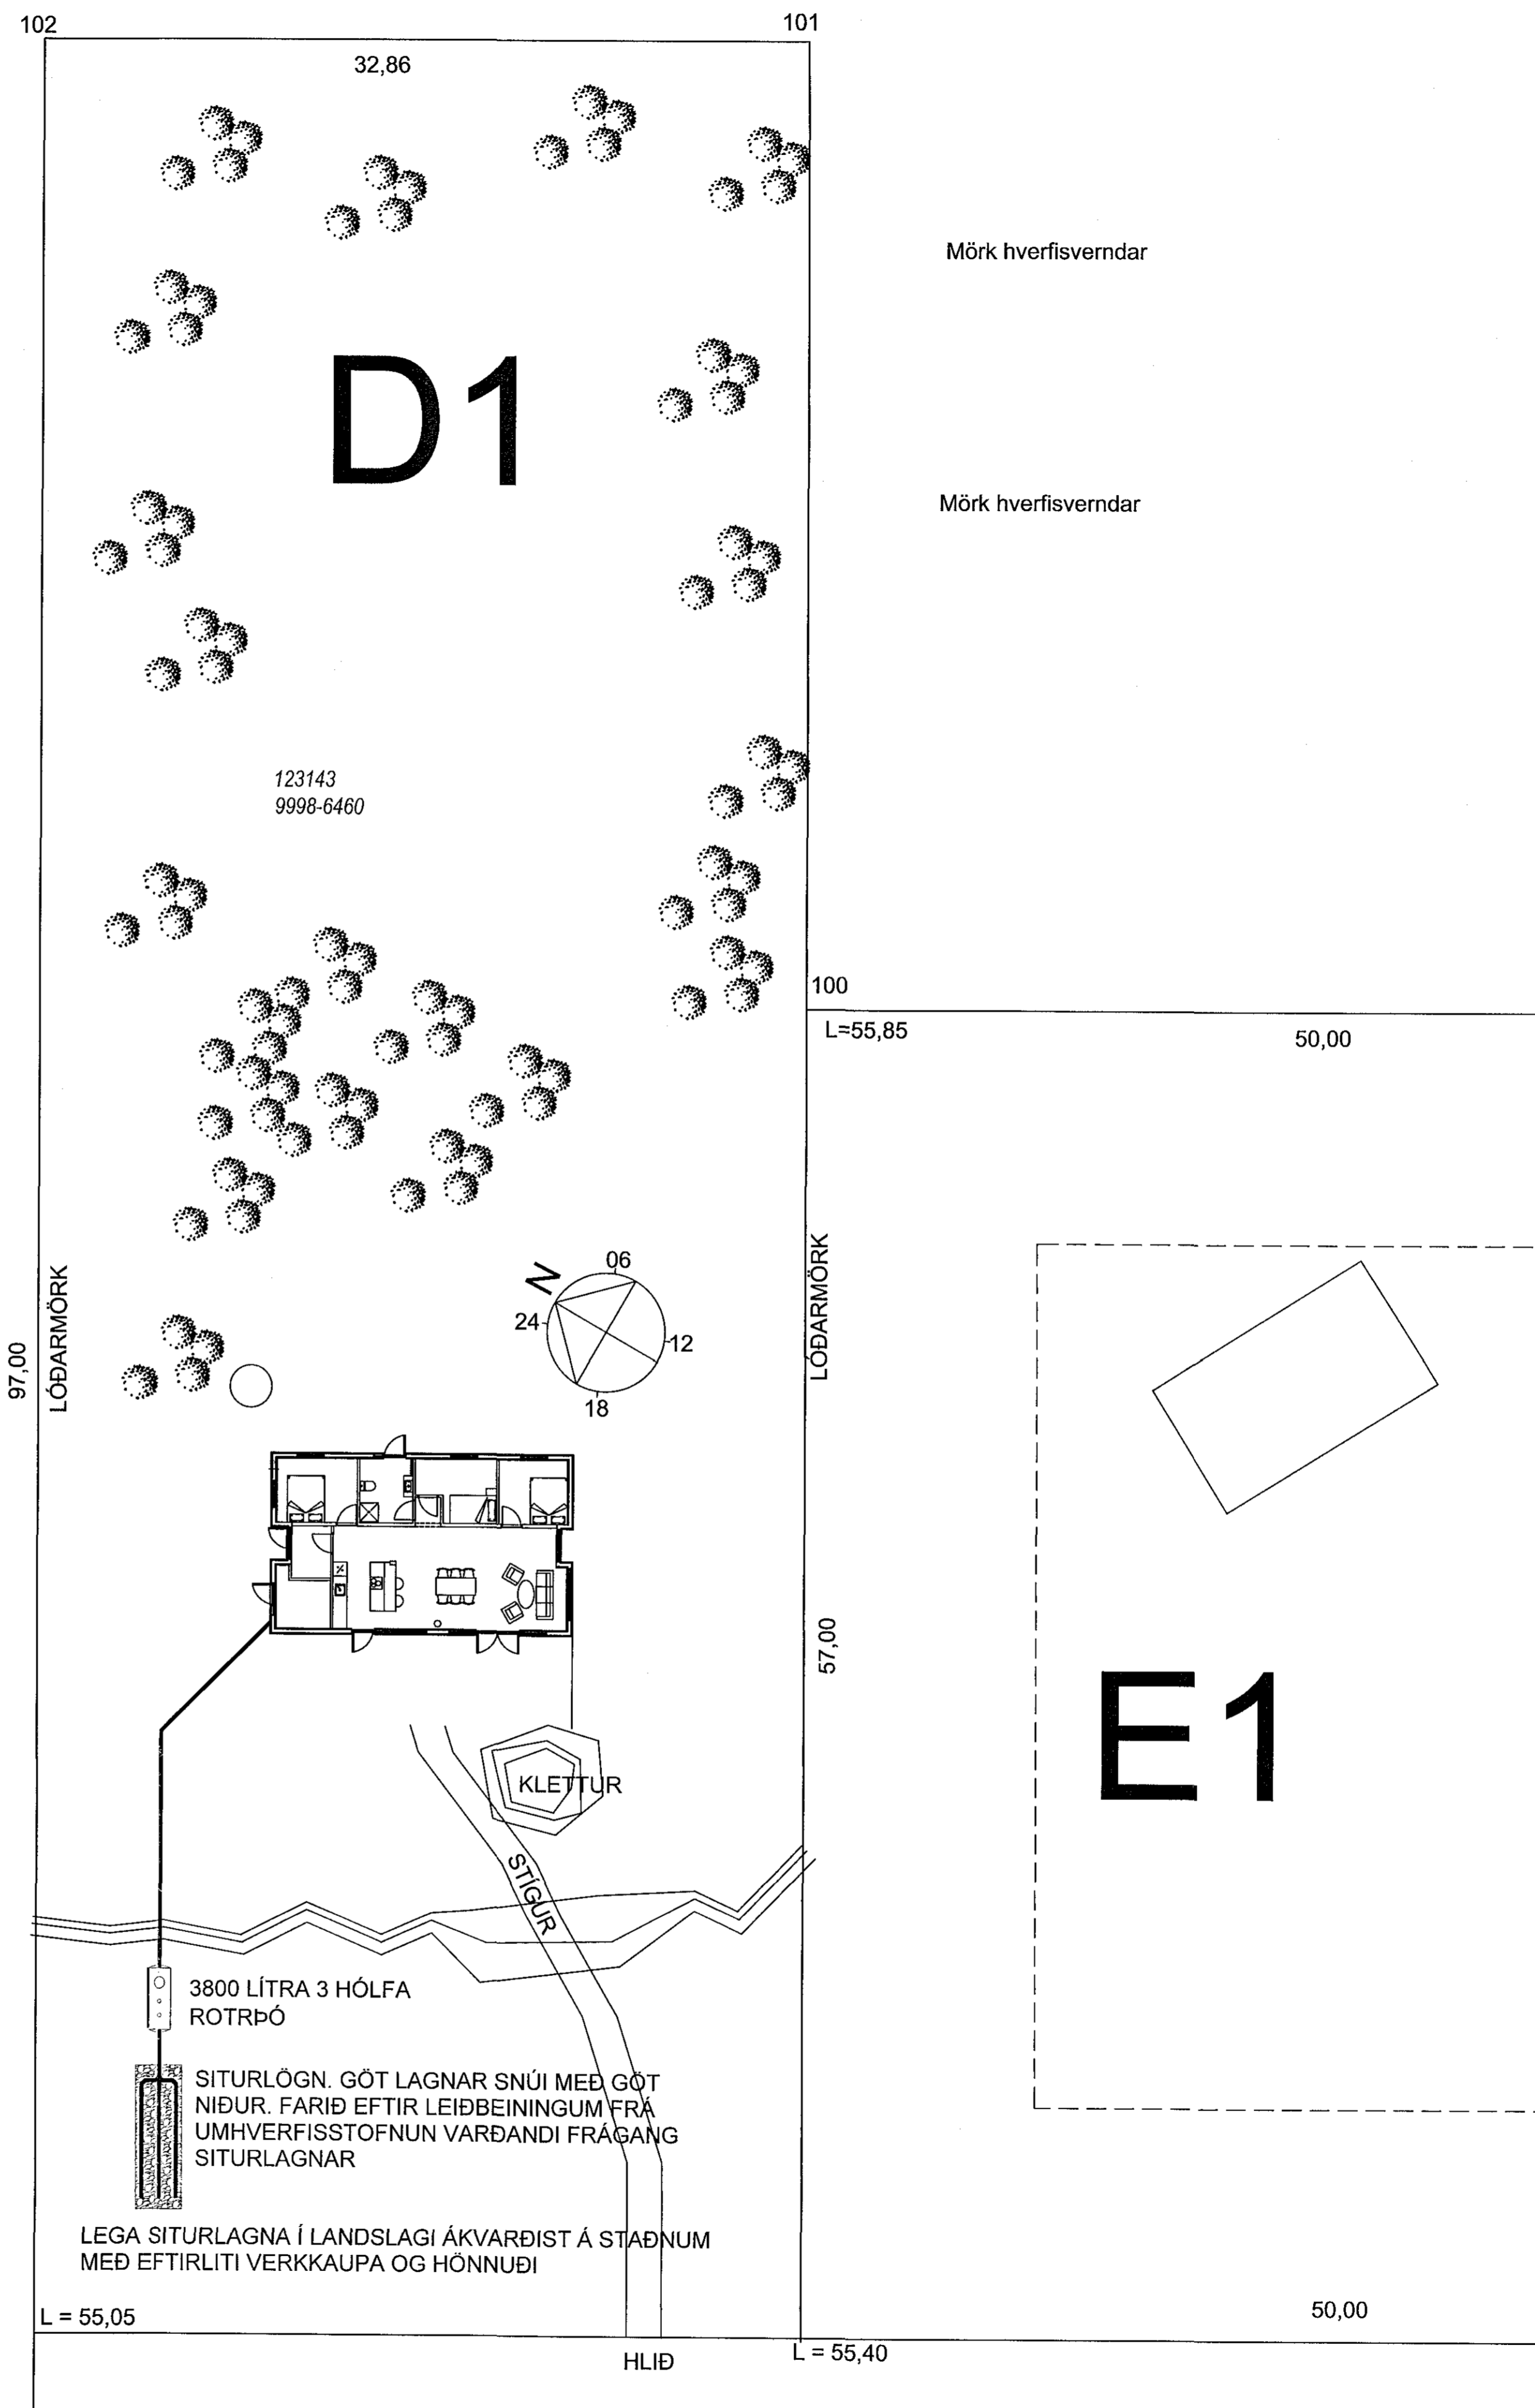 102
101
32,86
Mörk hverfisverndar
D1
Mörk hverfisverndar
123143
9998-6460
100
L=55,85
50,00
LÓÐARMÖRK
97,00
N
06
24
12
18
LÓÐARMÖRK
57,00
E1
KLETTUR
STÍGUR
3800 LÍTRA 3 HÓLFA
ROTRÞÓ
SITURLÖGN. GÖT LAGNAR SNÚI MEÐ GÖT
NIÐUR. FARIÐ EFTIR LEIÐBEININGUM FRÁ
UMHVERFISSTOFNUN VARÐANDI FRÁGANG
SITURLAGNAR
LEGA SITURLAGNA Í LANDSLAGI ÁKVARÐIST Á STAÐNUM
MEÐ EFTIRLITI VERKKAUPA OG HÖNNUÐI
L = 55,05
50,00
HLIÐ
L = 55,40